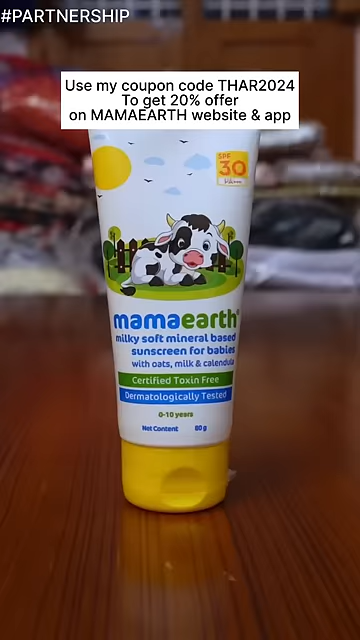 #PARTNERSHIP
Use my coupon code THAR2024
To get 20% offer
on MAMAEARTH website & app
SPF
30
mamaearth®
milky soft mineral based
sunscreen for babies
with oats, milk & calendula
Certified Toxin Free
Dermatologically Tested
0-10 years
Net Content 80 g